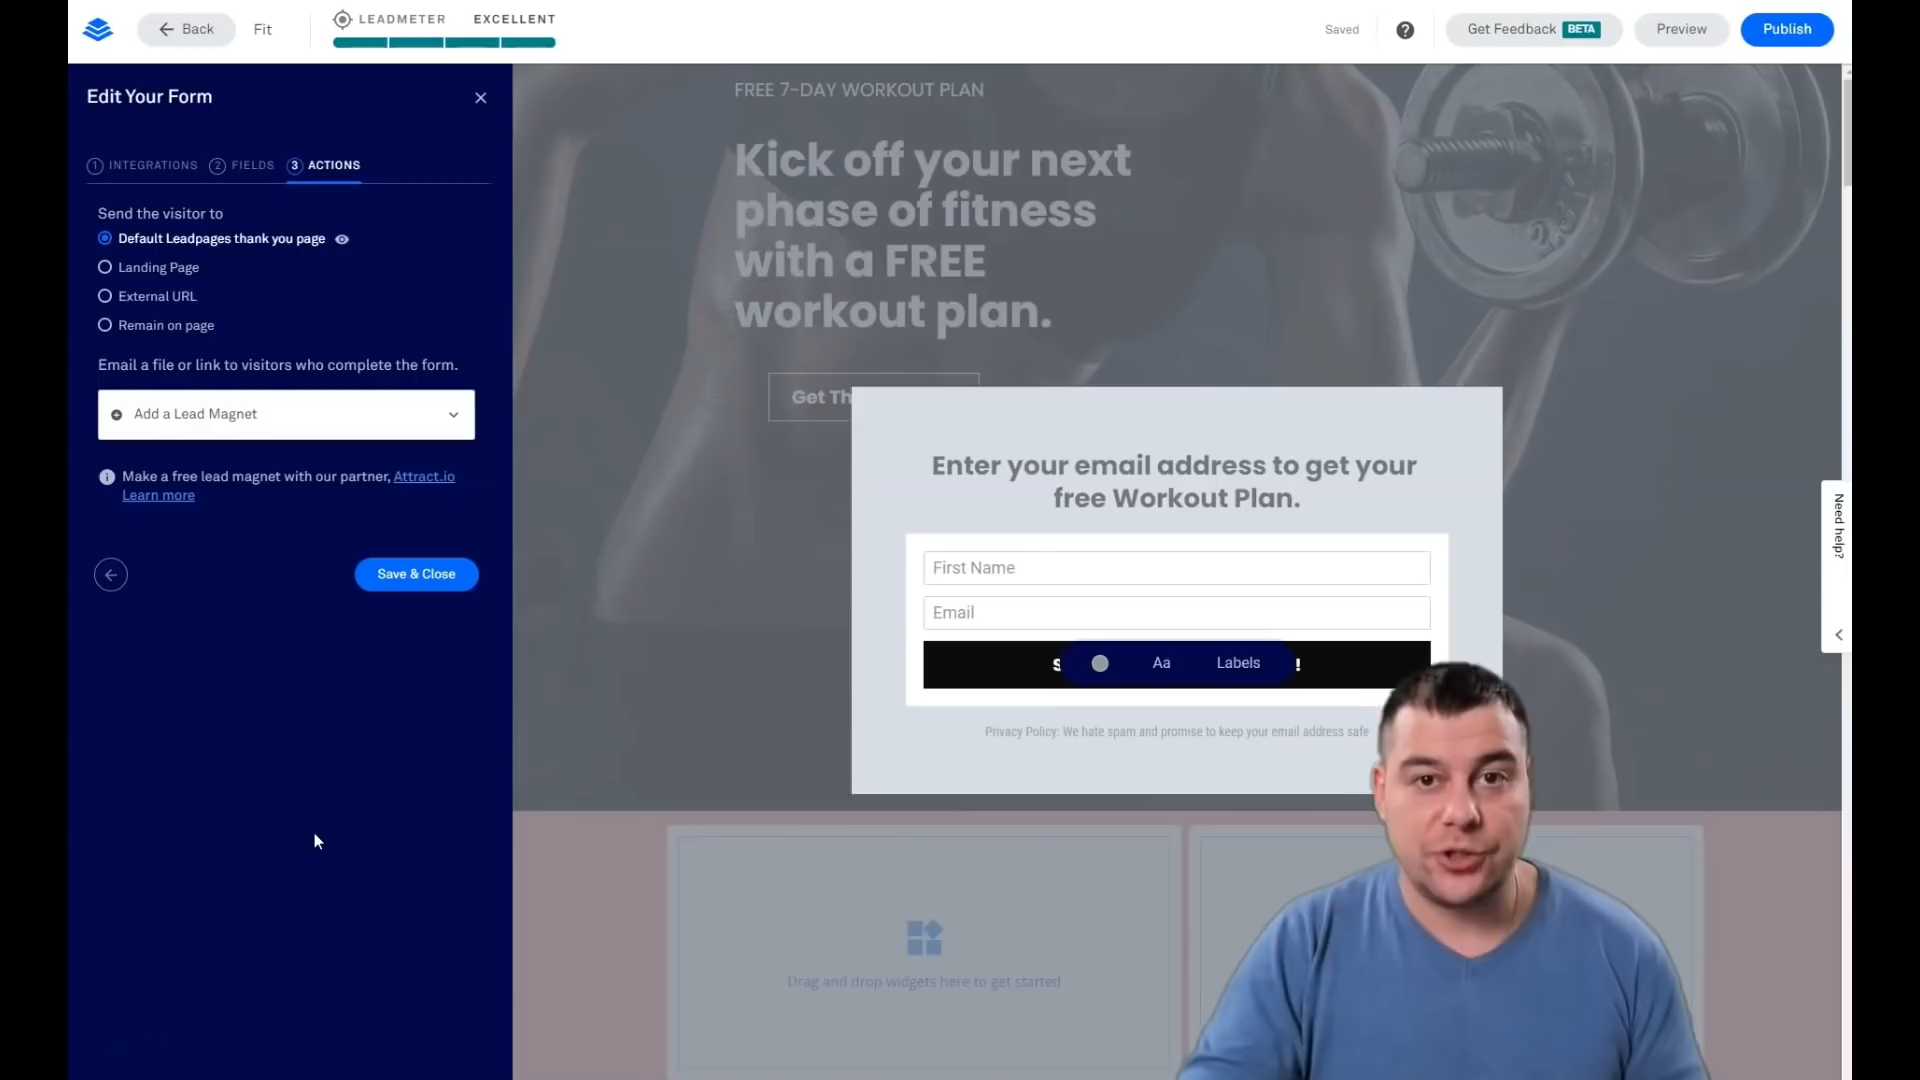 Back
Fit
LEADMETER EXCELLENT
Saved
Get Feedback BETA
Preview
Publish
Edit Your Form
1 INTEGRATIONS 2 FIELDS 3 ACTIONS
Send the visitor to
Default Leadpages thank you page
Landing Page
External URL
Remain on page
Email a file or link to visitors who complete the form.
Add a Lead Magnet
Make a free lead magnet with our partner, Attract.io
Learn more
Save & Close
FREE 7-DAY WORKOUT PLAN
Kick off your next
phase of fitness
with a FREE
workout plan.
Get Th
Enter your email address to get your
free Workout Plan.
First Name
Email
S Aa Labels !
Privacy Policy: We hate spam and promise to keep your email address safe
Drag and drop widgets here to get started
Need help?